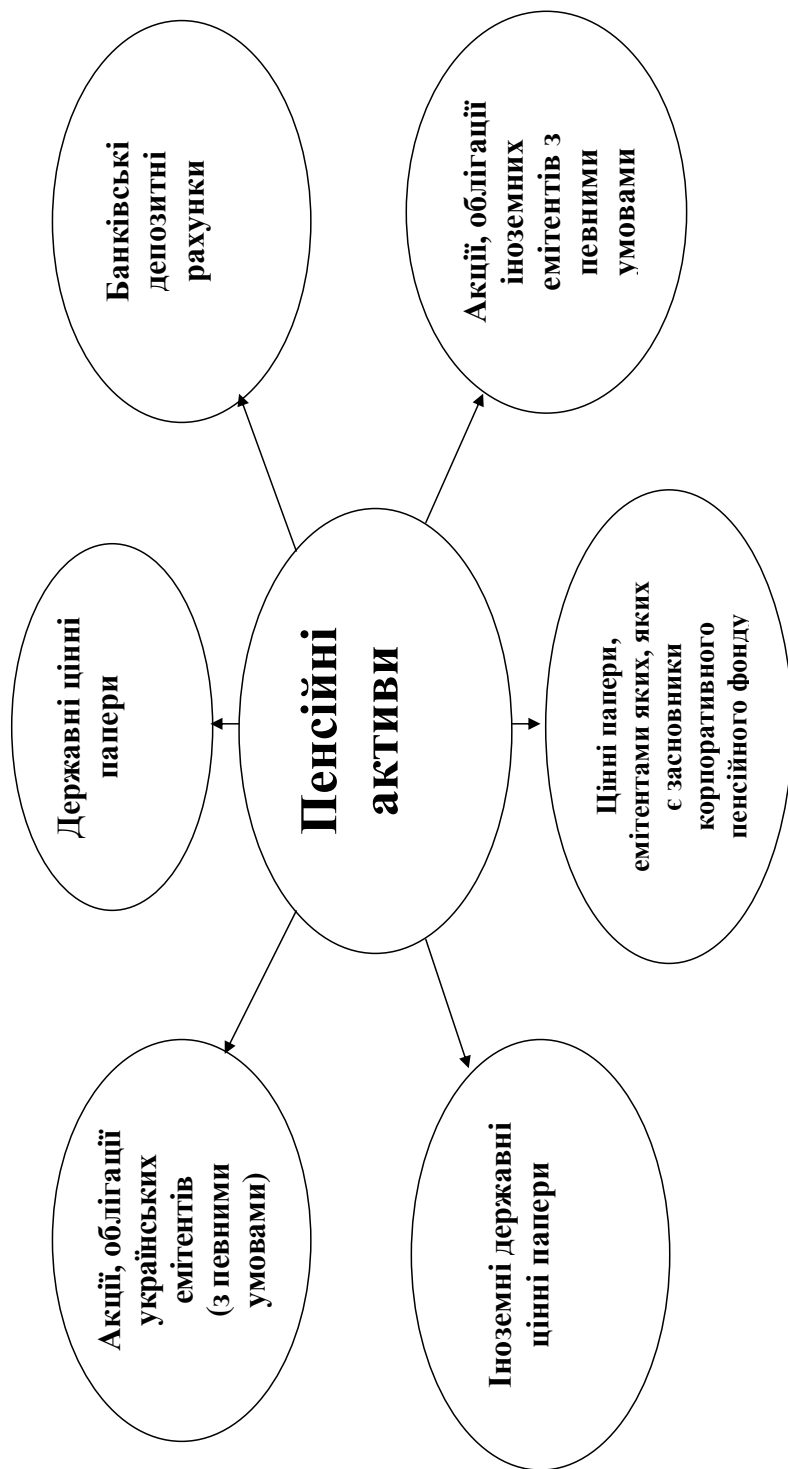 Акції, облігації
українських
емітентів
(з певними
умовами)
Державні цінні
папери
Банківські
депозитні
рахунки
Пенсійні
активи
Іноземні державні
цінні папери
Цінні папери,
емітентами яких, яких
є засновники
корпоративного
пенсійного фонду
Акції, облігації
іноземних
емітентів з
певними
умовами